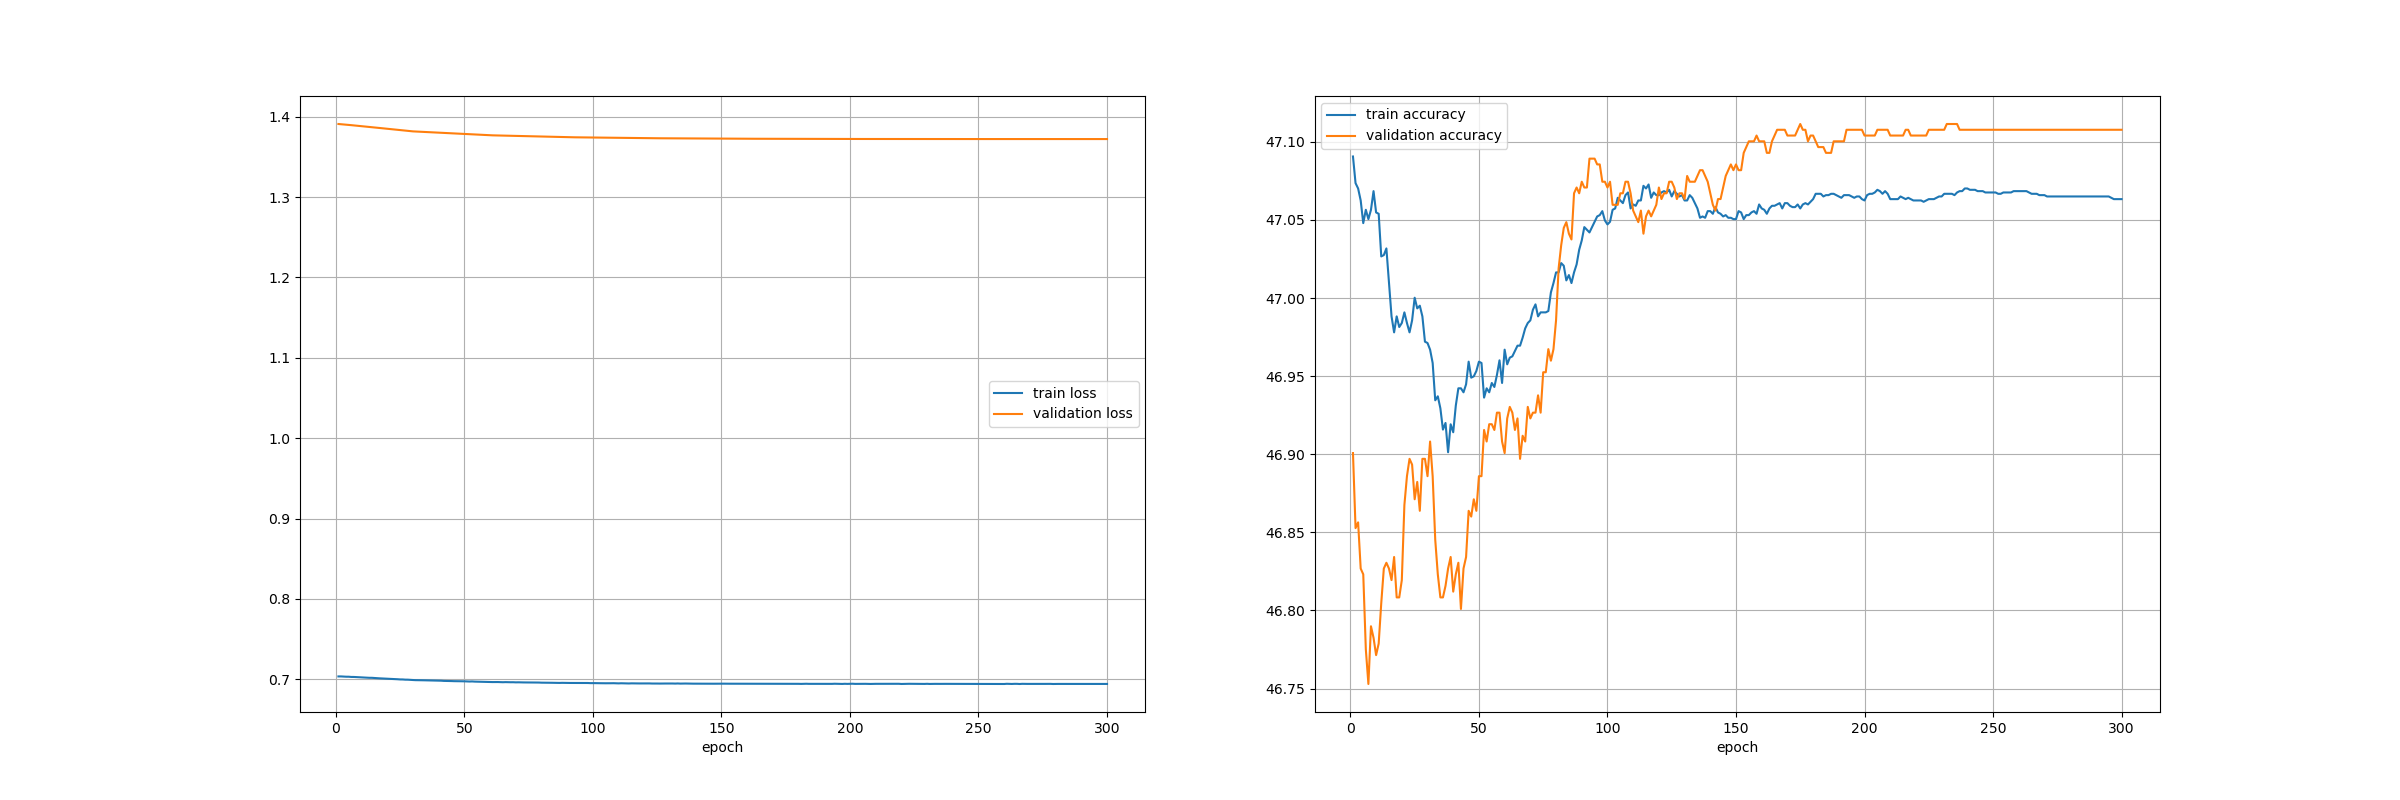 1.4
1.3
1.2
1.1
1.0
0.9
0.8
0.7
train loss
validation loss
0 50 100 150 200 250 300
epoch
train accuracy
validation accuracy
47.10
47.05
47.00
46.95
46.90
46.85
46.80
46.75
0 50 100 150 200 250 300
epoch